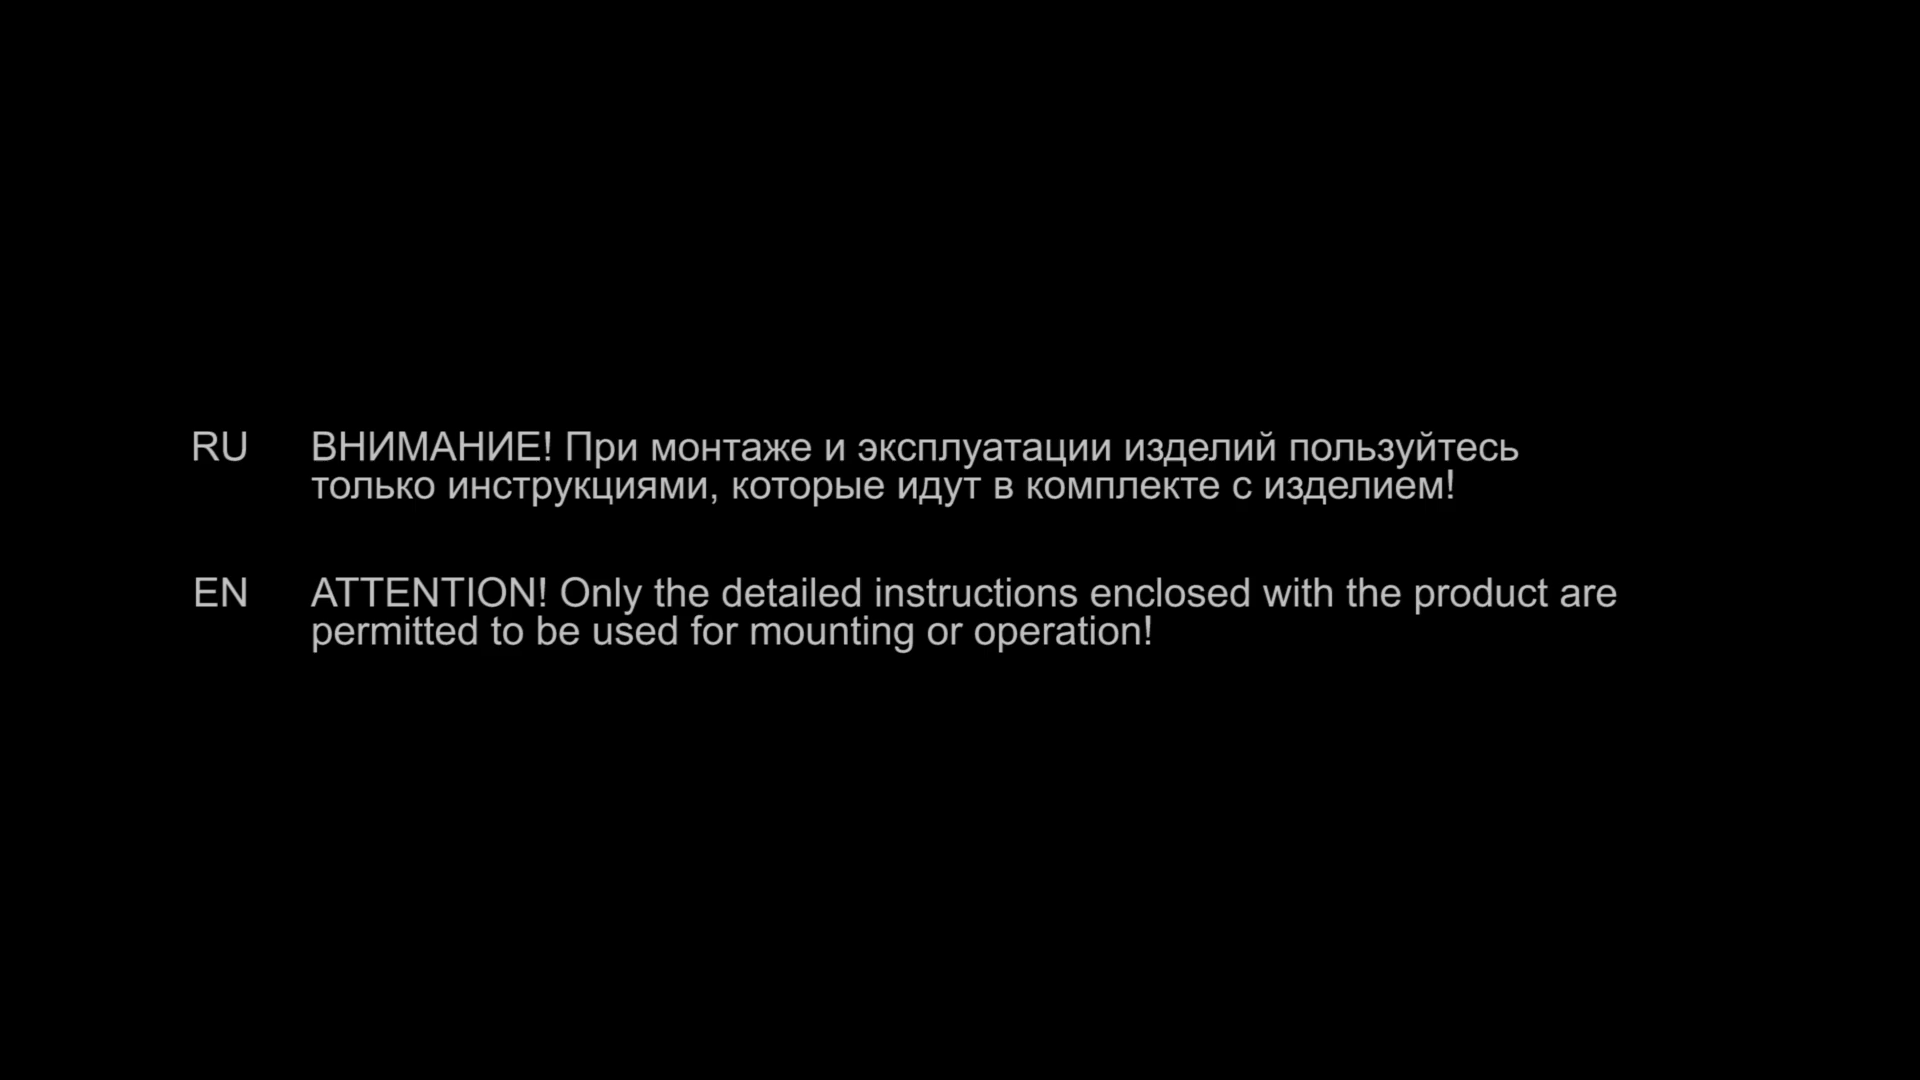 RU ВНИМАНИЕ! При монтаже и эксплуатации изделий пользуйтесь
только инструкциями, которые идут в комплекте с изделием!
EN ATTENTION! Only the detailed instructions enclosed with the product are
permitted to be used for mounting or operation!